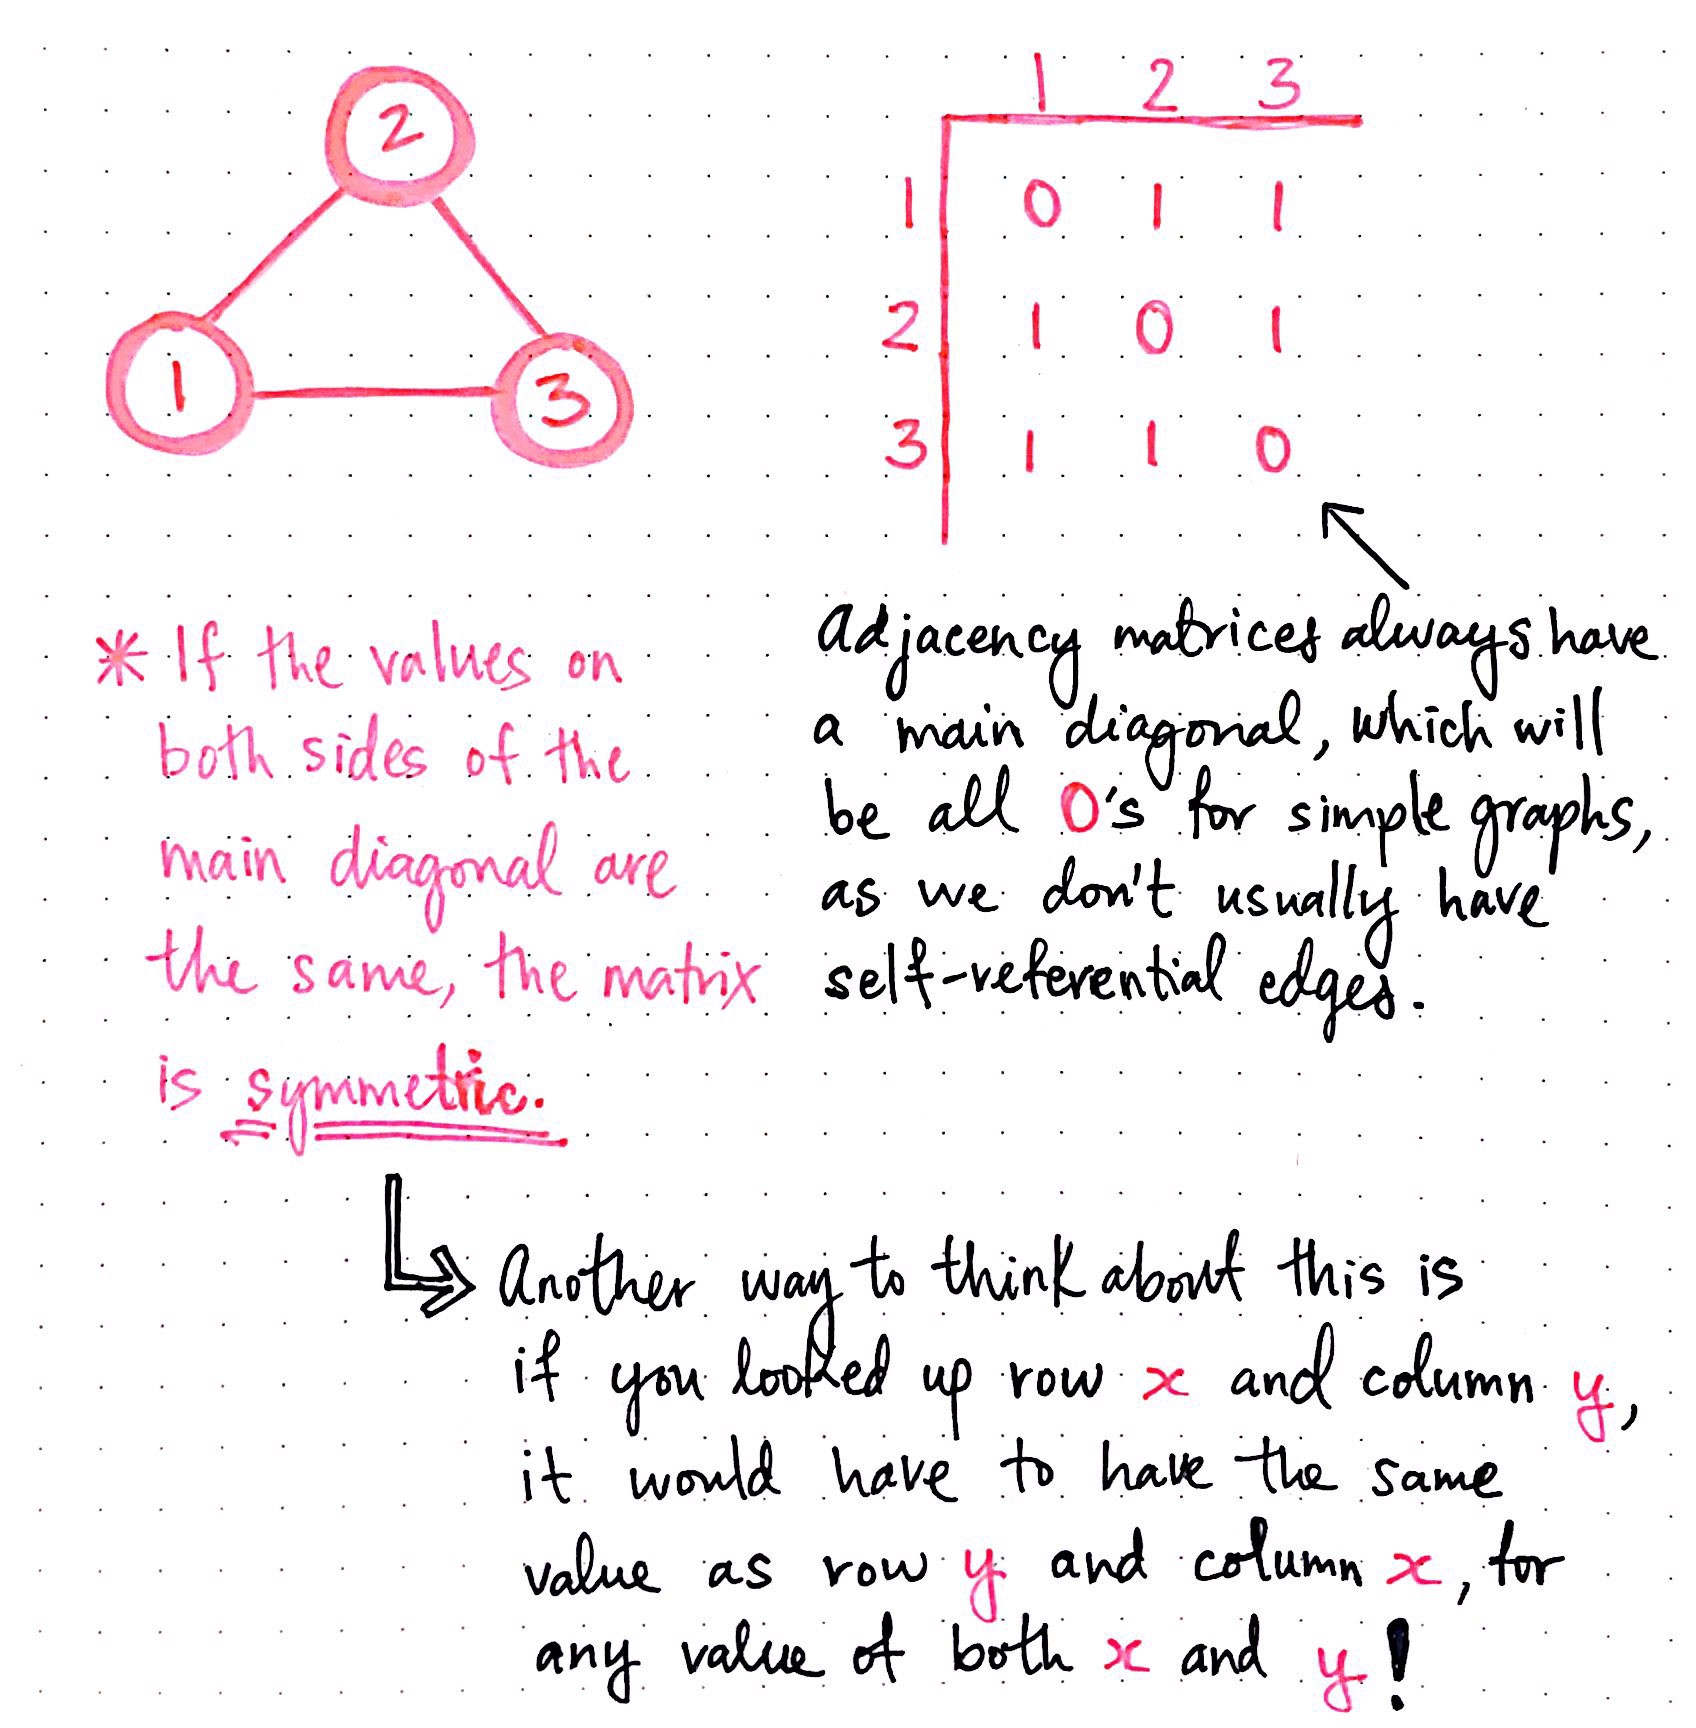 2
1
3
1 2 3
1 0 1 1
2 1 0 1
3 1 1 0
* If the values on
both sides of the
main diagonal are
the same, the matrix
is symmetric.
Adjacency matrices always have
a main diagonal, which will
be all 0's for simple graphs,
as we don't usually have
self-referential edges.
Another way to think about this is
if you looked up row x and column y,
it would have to have the same
value as row y and column x, for
any value of both x and y!